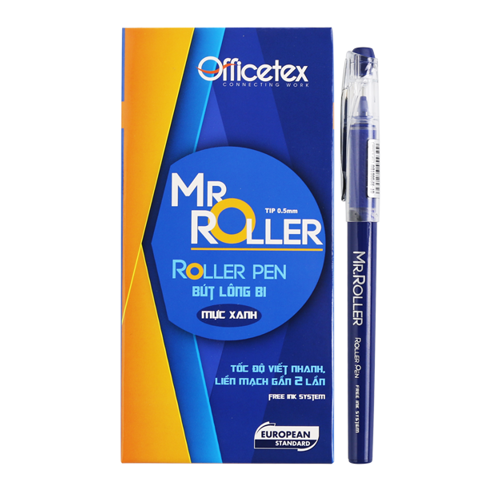 Officetex
CONNECTING WORK
MR.
TIP 0.5mm
ROLLER
ROLLER PEN
BÚT LÔNG BI
MỰC XANH
TỐC ĐỘ VIẾT NHANH,
LIỀN MẠCH GẤP 2 LẦN
FREE INK SYSTEM
EUROPEAN
STANDARD
MR.ROLLER
ROLLER PEN
FREE INK SYSTEM